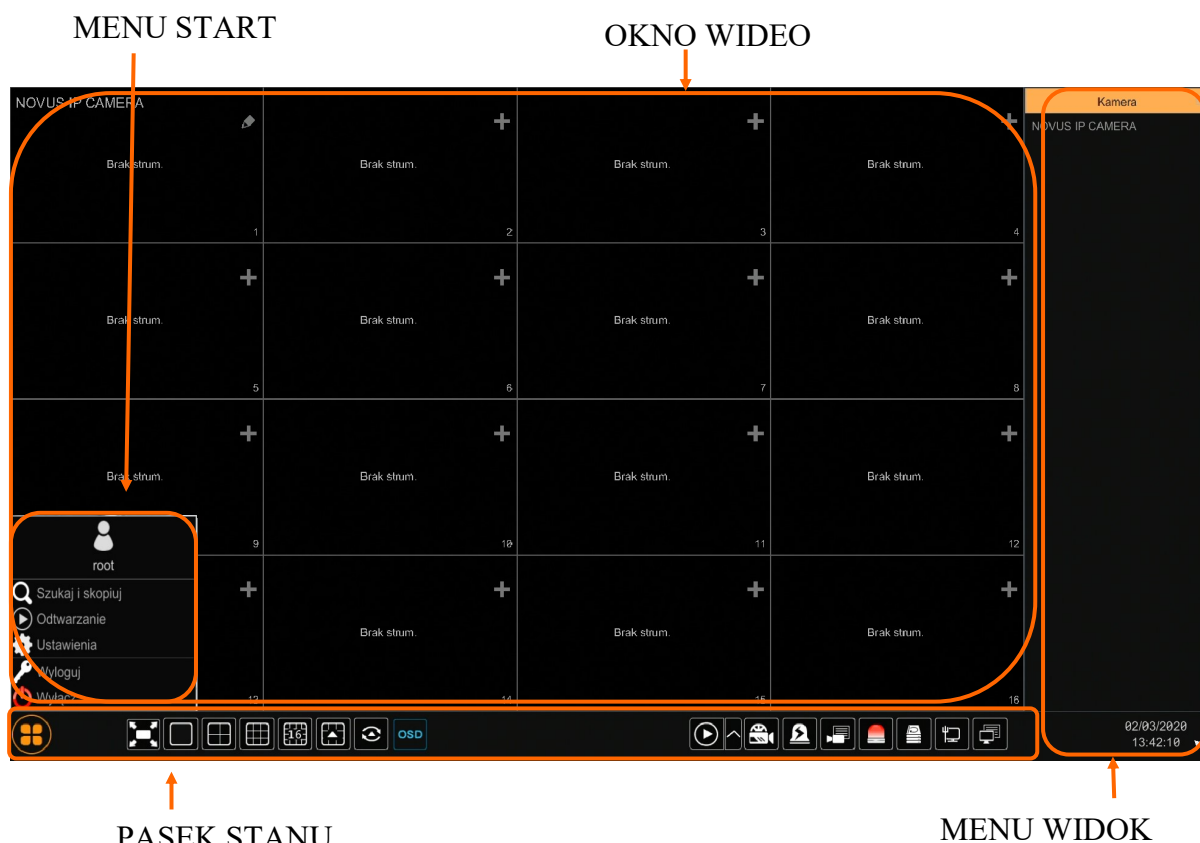 MENU START
OKNO WIDEO
NOVUS IP CAMERA
Kamera
NOVUS IP CAMERA
Brak strum. Brak strum. Brak strum. Brak strum.
1 2 3 4
Brak strum. Brak strum. Brak strum. Brak strum.
5 6 7 8
Brak strum. Brak strum. Brak strum. Brak strum.
9 10 11 12
root
Szukaj i skopiuj
Odtwarzanie
Brak strum. Brak strum. Brak strum.
Ustawienia
Wyloguj
13 14 15 16
16 OSD
02/03/2020
13:42:10
PASEK STANU
MENU WIDOK